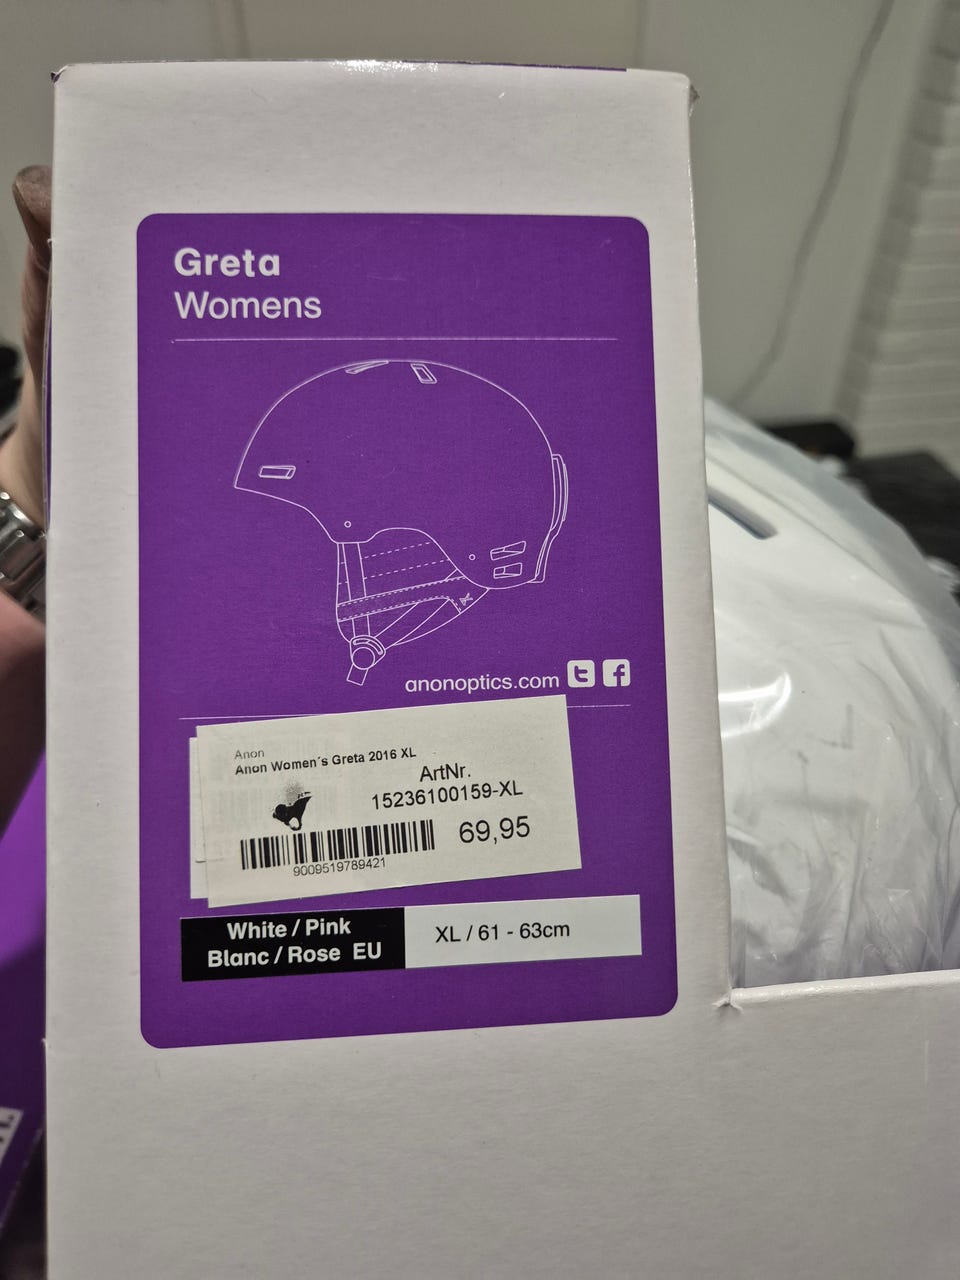 Greta
Womens
anonoptics.com
Anon
Anon Women´s Greta 2016 XL
ArtNr.
15236100159-XL
69,95
9009519789421
White / Pink
Blanc / Rose EU
XL / 61 - 63cm